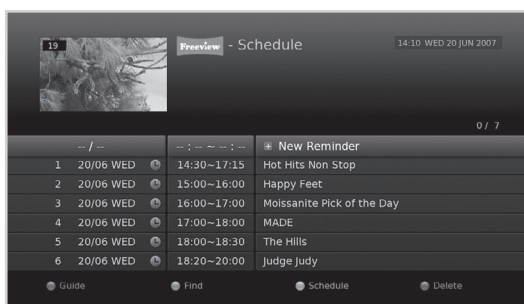 19
Freeview - Schedule
14:10 WED 20 JUN 2007
0 / 7
-- / -- -- : -- ~ -- : -- New Reminder
1 20/06 WED 14:30~17:15 Hot Hits Non Stop
2 20/06 WED 15:00~16:00 Happy Feet
3 20/06 WED 16:00~17:00 Moissanite Pick of the Day
4 20/06 WED 17:00~18:00 MADE
5 20/06 WED 18:00~18:30 The Hills
6 20/06 WED 18:20~20:00 Judge Judy
Guide Find Schedule Delete